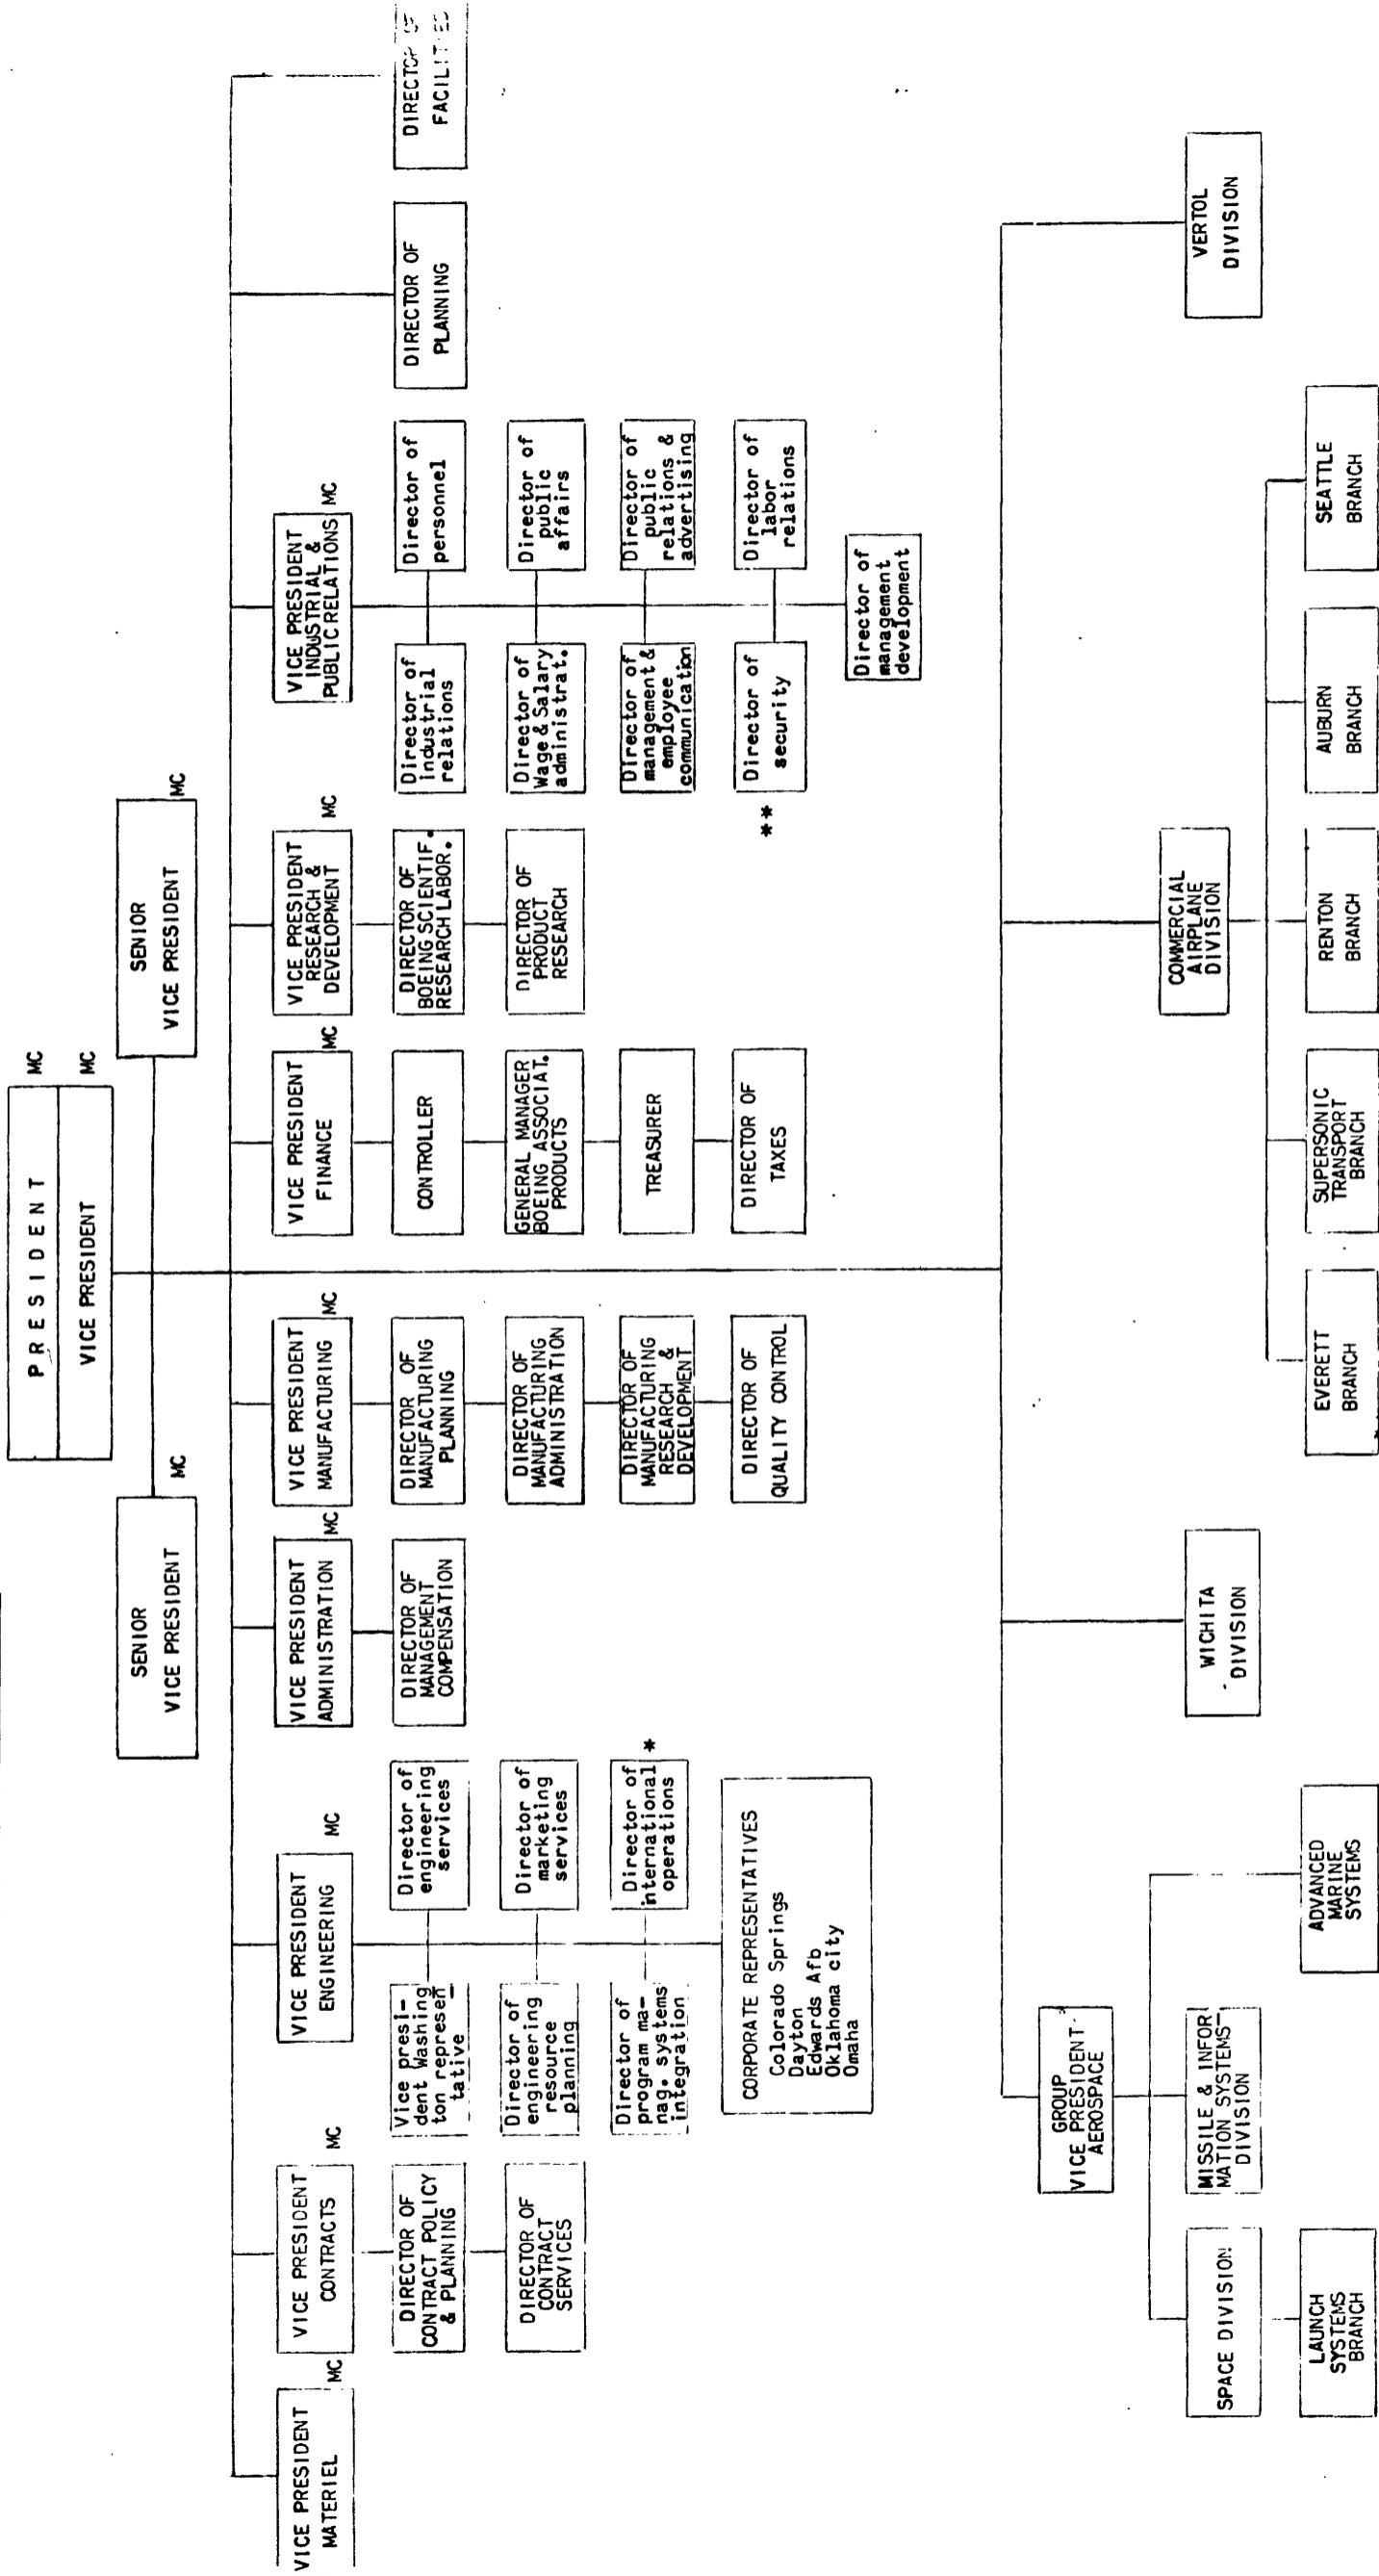 P R E S I D E N T
MC
VICE PRESIDENT
MC
SENIOR
VICE PRESIDENT
MC
SENIOR
VICE PRESIDENT
MC
VICE PRESIDENT
MATERIEL
MC
VICE PRESIDENT
CONTRACTS
MC
DIRECTOR OF
CONTRACT POLICY
& PLANNING
DIRECTOR OF
CONTRACT
SERVICES
VICE PRESIDENT
ENGINEERING
MC
Vice presi-
dent Washing
ton represen_
tative
Director of
engineering
services
Director of
engineering
resource
planning
Director of
marketing
services
Director of
program ma-
nag. systems
integration
Director of
international
operations
*
CORPORATE REPRESENTATIVES
Colorado Springs
Dayton
Edwards Afb
Oklahoma city
Omaha
VICE PRESIDENT
ADMINISTRATION
MC
DIRECTOR OF
MANAGEMENT
COMPENSATION
VICE PRESIDENT
MANUFACTURING
MC
DIRECTOR OF
MANUFACTURING
PLANNING
DIRECTOR OF
MANUFACTURING
ADMINISTRATION
DIRECTOR OF
MANUFACTURING
RESEARCH &
DEVELOPMENT
DIRECTOR OF
QUALITY CONTROL
VICE PRESIDENT
FINANCE
MC
CONTROLLER
GENERAL MANAGER
BOEING ASSOCIAT.
PRODUCTS
TREASURER
DIRECTOR OF
TAXES
VICE PRESIDENT
RESEARCH &
DEVELOPMENT
MC
DIRECTOR OF
BOEING SCIENTIF.
RESEARCH LABOR.
DIRECTOR OF
PRODUCT
RESEARCH
VICE PRESIDENT
INDUSTRIAL &
PUBLIC RELATIONS
MC
Director of
industrial
relations
Director of
personnel
Director of
Wage & Salary
administrat.
Director of
public
affairs
Director of
management &
employee
communication
Director of
public
relations &
advertising
**
Director of
security
Director of
labor
relations
Director of
management
development
DIRECTOR OF
PLANNING
DIRECTOR OF
FACILITIES
GROUP
VICE PRESIDENT
AEROSPACE
SPACE DIVISION
LAUNCH
SYSTEMS
BRANCH
MISSILE & INFOR
MATION SYSTEMS
DIVISION
ADVANCED
MARINE
SYSTEMS
WICHITA
DIVISION
COMMERCIAL
AIRPLANE
DIVISION
EVERETT
BRANCH
SUPERSONIC
TRANSPORT
BRANCH
RENTON
BRANCH
AUBURN
BRANCH
SEATTLE
BRANCH
VERTOL
DIVISION